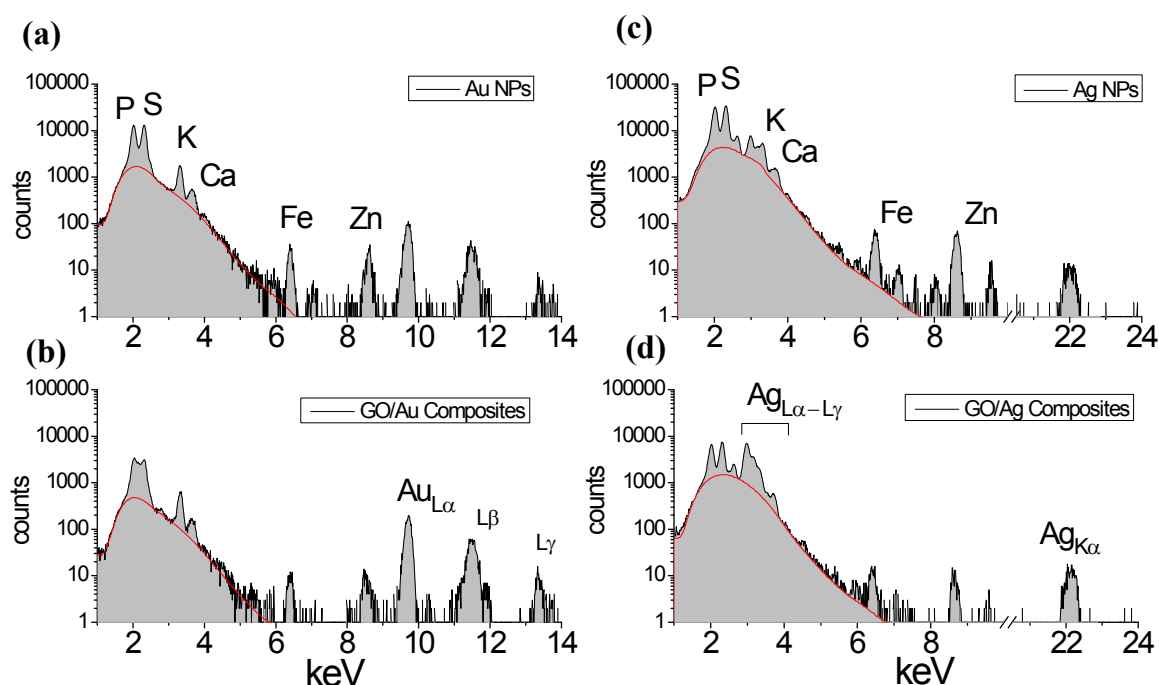 (a)
100000
10000
1000
100
10
1
counts
P S
K
Ca
Fe
Zn
Au NPs
2 4 6 8 10 12 14
(b)
100000
10000
1000
100
10
1
counts
GO/Au Composites
AuLα
Lβ
Lγ
2 4 6 8 10 12 14
keV
(c)
100000
10000
1000
100
10
1
counts
P S
K
Ca
Fe
Zn
Ag NPs
2 4 6 8 22 24
(d)
100000
10000
1000
100
10
1
counts
GO/Ag Composites
AgLα–Lγ
AgKα
2 4 6 8 22 24
keV